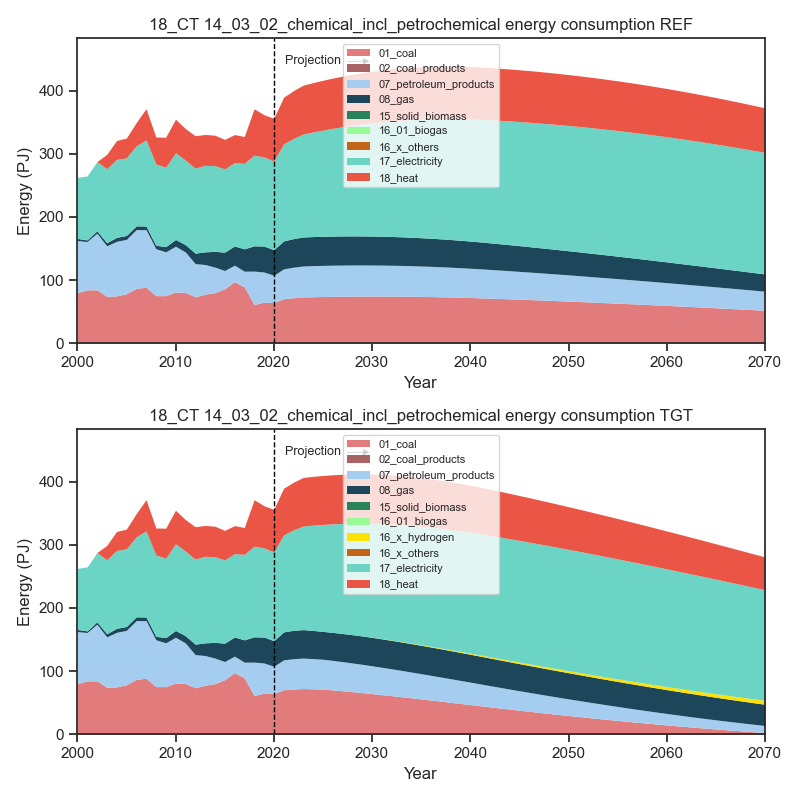 18_CT 14_03_02_chemical_incl_petrochemical energy consumption REF
Energy (PJ)
400
300
200
100
0
Projection
01_coal
02_coal_products
07_petroleum_products
08_gas
15_solid_biomass
16_01_biogas
16_x_others
17_electricity
18_heat
2000 2010 2020 2030 2040 2050 2060 2070
Year
18_CT 14_03_02_chemical_incl_petrochemical energy consumption TGT
Energy (PJ)
400
300
200
100
0
Projection
01_coal
02_coal_products
07_petroleum_products
08_gas
15_solid_biomass
16_01_biogas
16_x_hydrogen
16_x_others
17_electricity
18_heat
2000 2010 2020 2030 2040 2050 2060 2070
Year